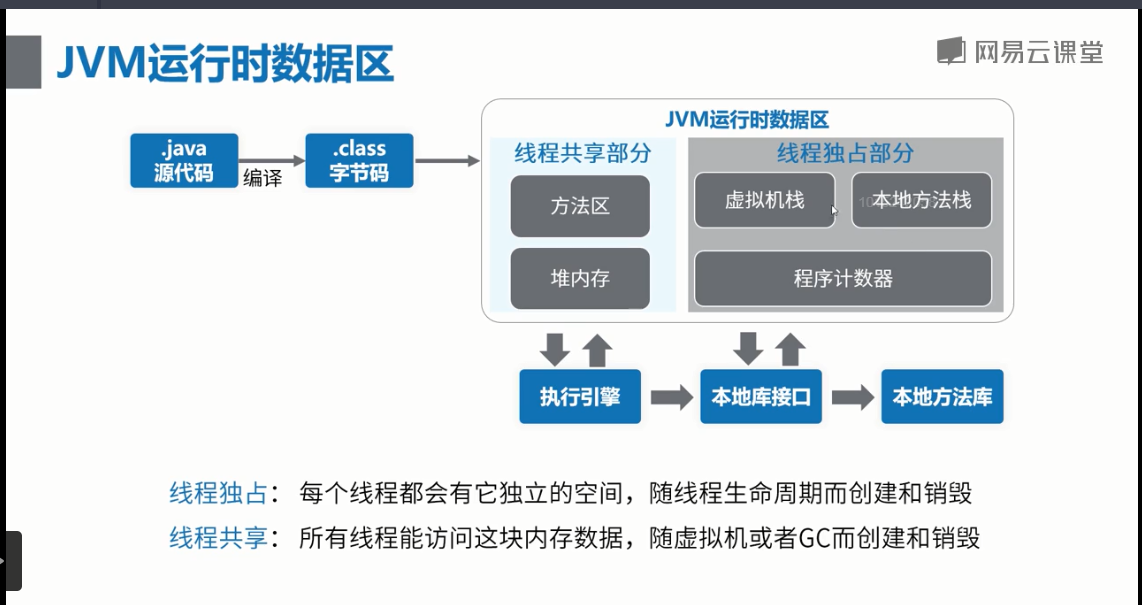 JVM运行时数据区
网易云课堂
JVM运行时数据区
.java
源代码
编译
.class
字节码
线程共享部分
线程独占部分
方法区
虚拟机栈
本地方法栈
堆内存
程序计数器
执行引擎
本地库接口
本地方法库
线程独占： 每个线程都会有它独立的空间，随线程生命周期而创建和销毁
线程共享： 所有线程能访问这块内存数据，随虚拟机或者GC而创建和销毁